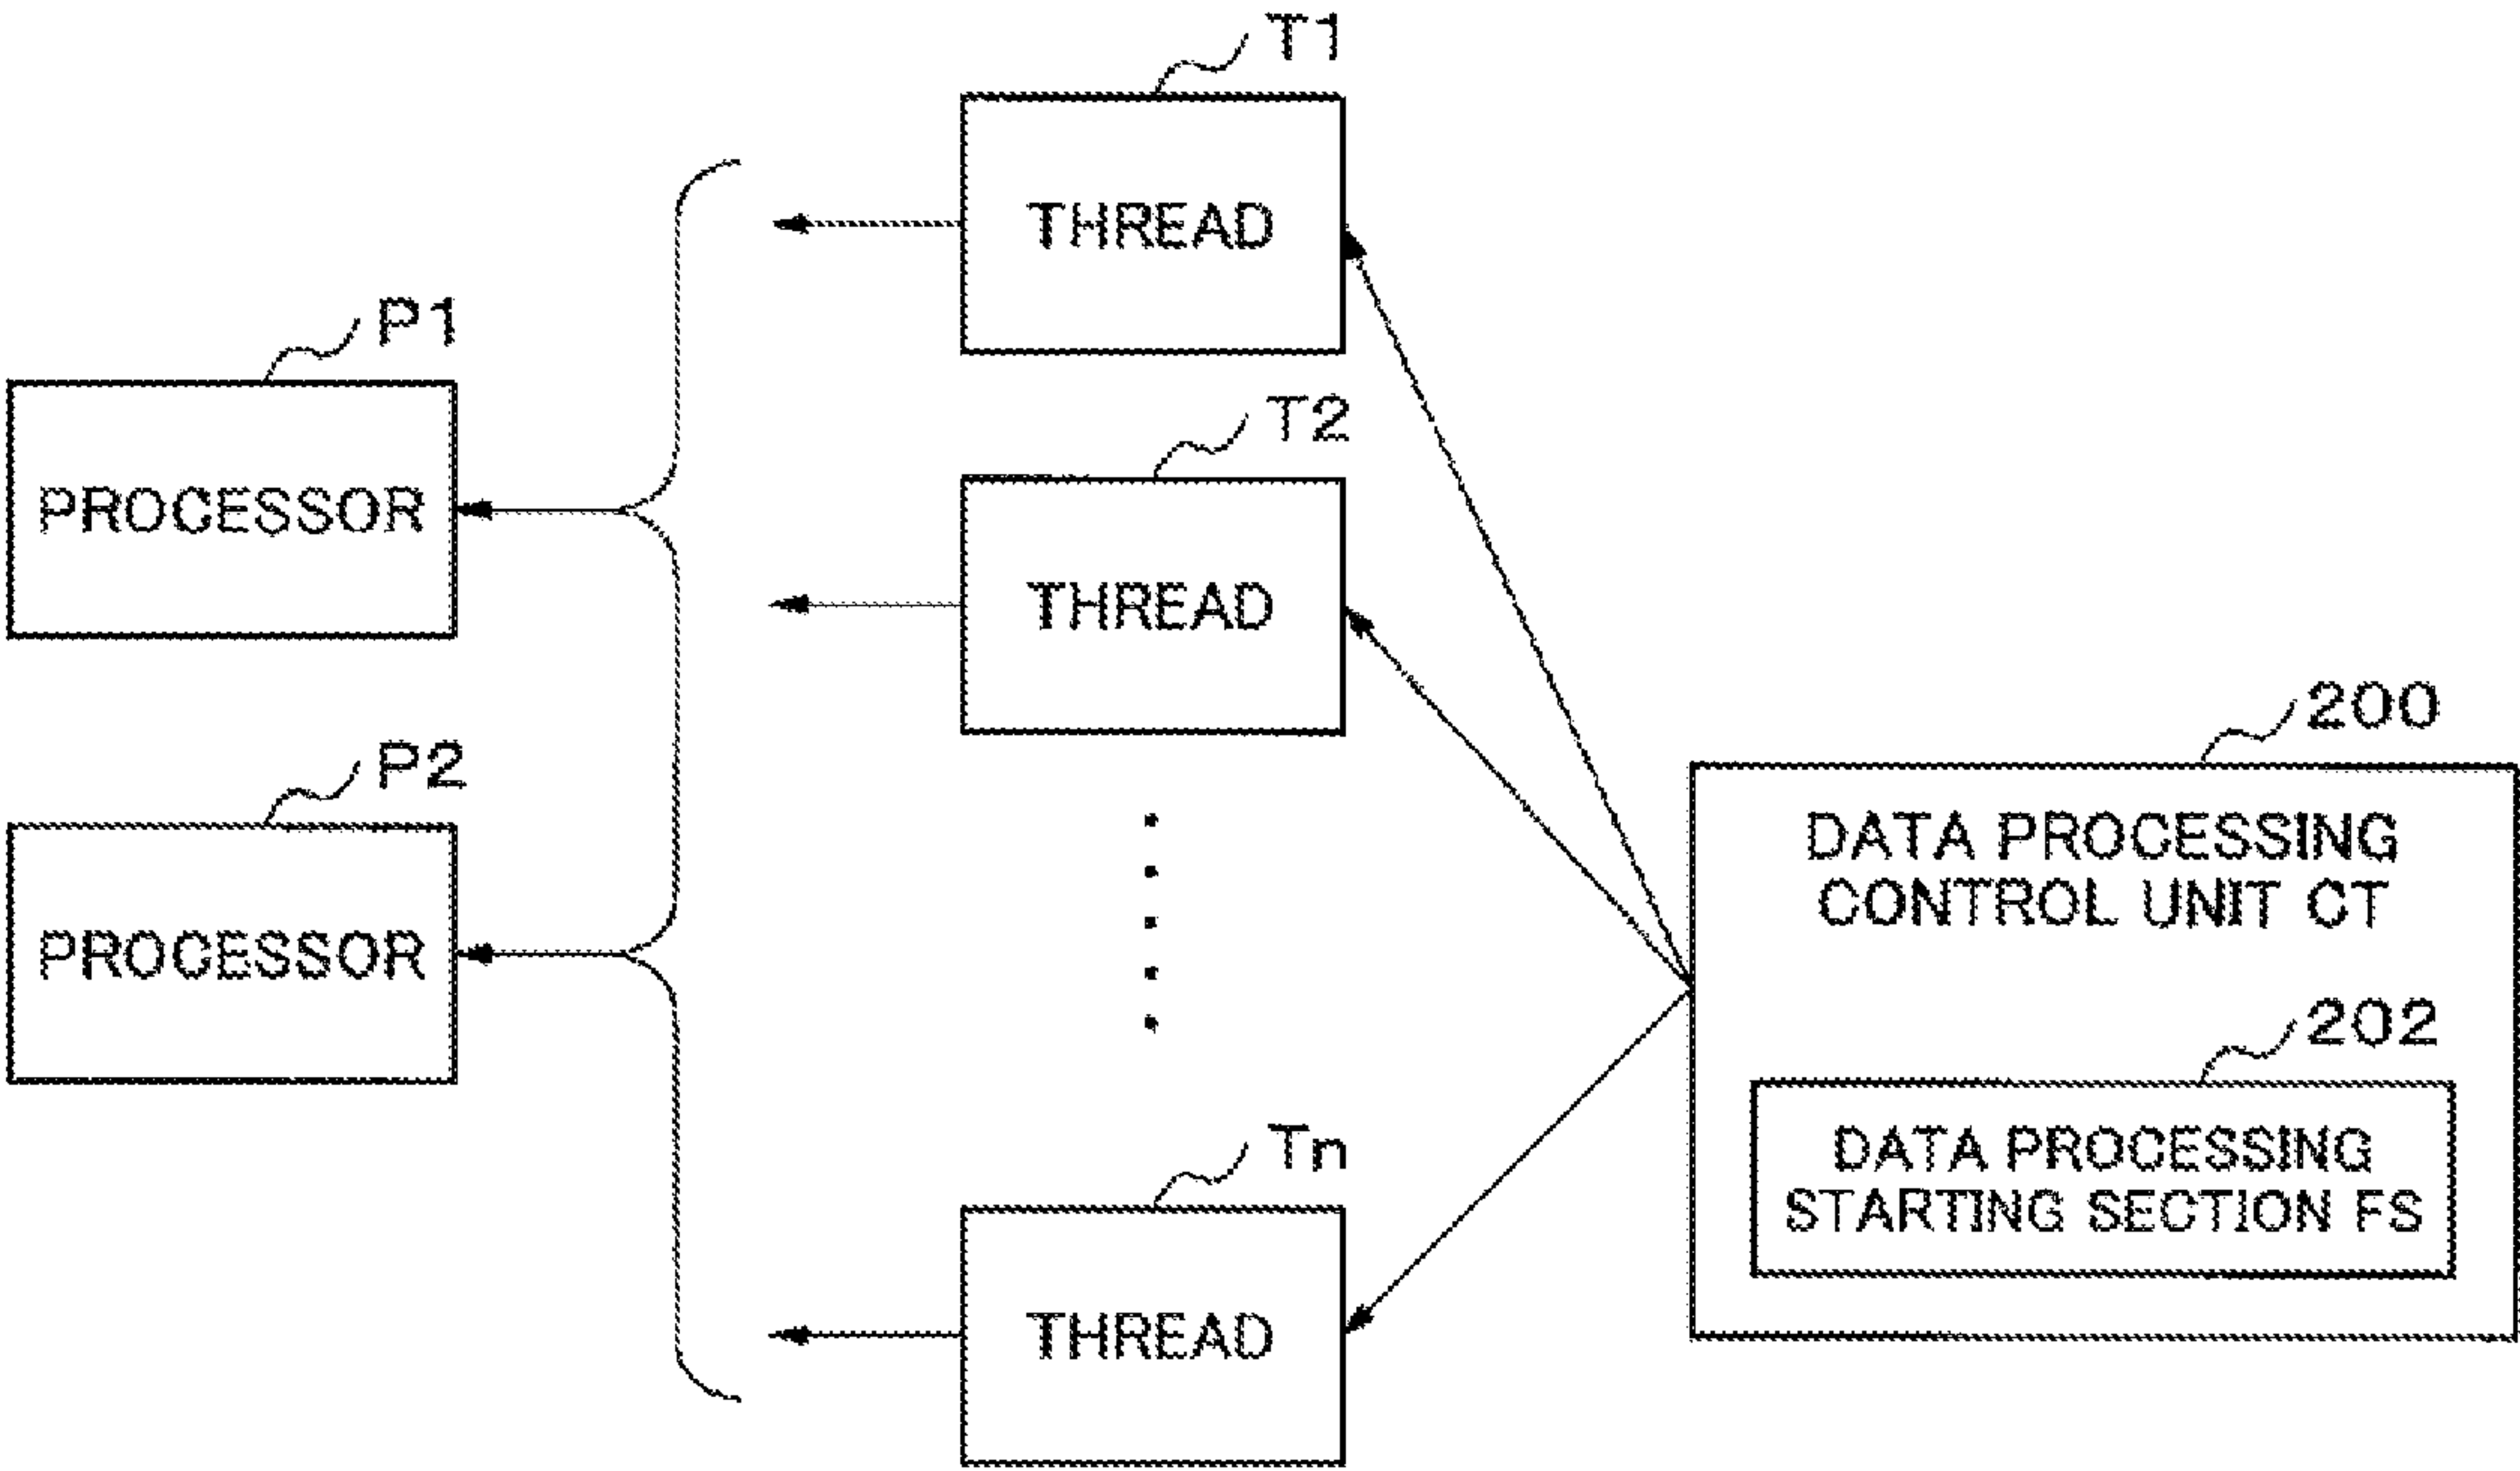 T1
THREAD
P1
PROCESSOR
T2
THREAD
P2
PROCESSOR
200
DATA PROCESSING
CONTROL UNIT CT
202
DATA PROCESSING
STARTING SECTION FS
Tn
THREAD